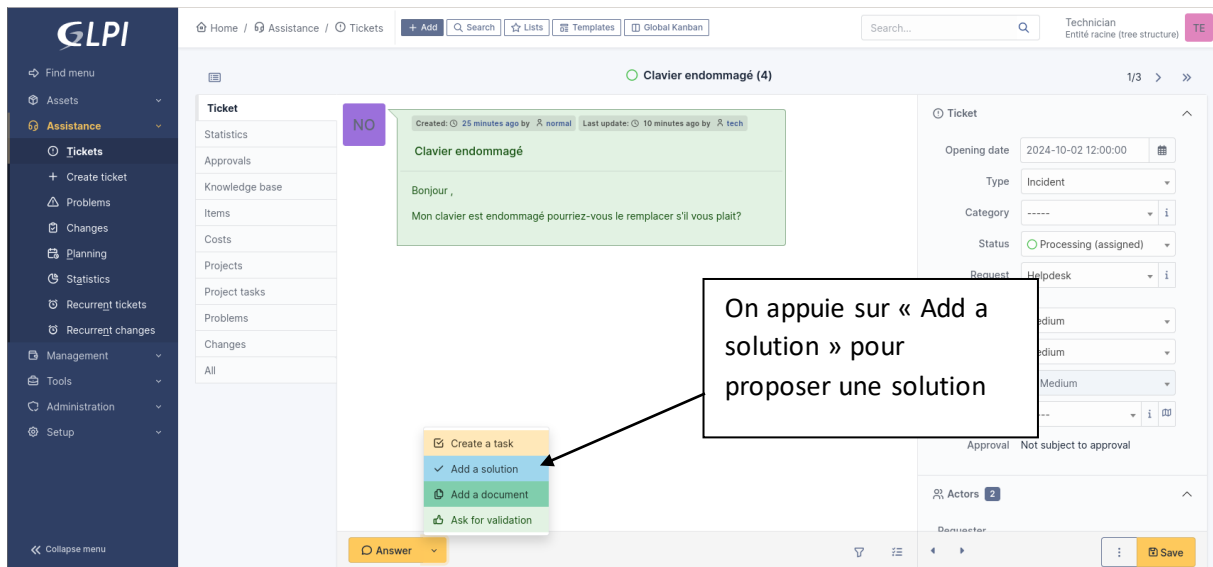 GLPI
Home / Assistance / Tickets
+ Add
Search
Lists
Templates
Global Kanban
Search...
Technician
Entité racine (tree structure)
TE
Find menu
Assets
Assistance
Tickets
+ Create ticket
Problems
Changes
Planning
Statistics
Recurrent tickets
Recurrent changes
Management
Tools
Administration
Setup
Collapse menu
Clavier endommagé (4)
1/3
Ticket
Statistics
Approvals
Knowledge base
Items
Costs
Projects
Project tasks
Problems
Changes
All
NO
Created: 25 minutes ago by normal Last update: 10 minutes ago by tech
Clavier endommagé
Bonjour ,
Mon clavier est endommagé pourriez-vous le remplacer s'il vous plait?
On appuie sur « Add a
solution » pour
proposer une solution
Create a task
Add a solution
Add a document
Ask for validation
Answer
Ticket
Opening date 2024-10-02 12:00:00
Type Incident
Category ----- i
Status Processing (assigned)
Request Helpdesk i
Medium
i
Approval Not subject to approval
Actors 2
Requester
Save